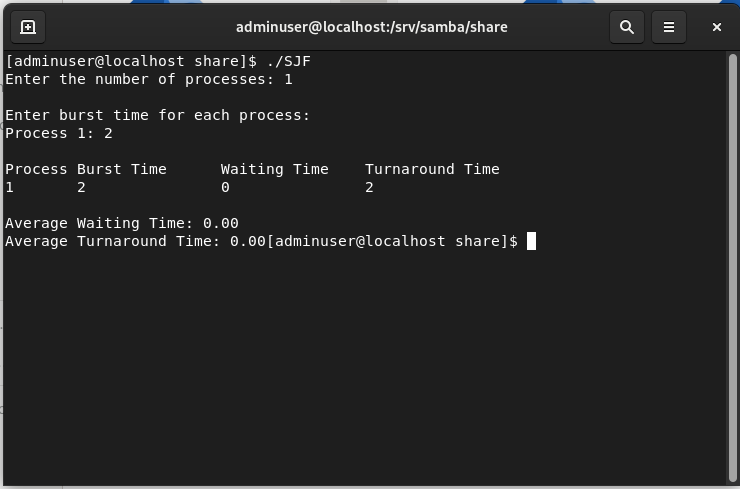 adminuser@localhost:/srv/samba/share
[adminuser@localhost share]$ ./SJF
Enter the number of processes: 1
Enter burst time for each process:
Process 1: 2
Process Burst Time      Waiting Time    Turnaround Time
1       2               0               2
Average Waiting Time: 0.00
Average Turnaround Time: 0.00[adminuser@localhost share]$